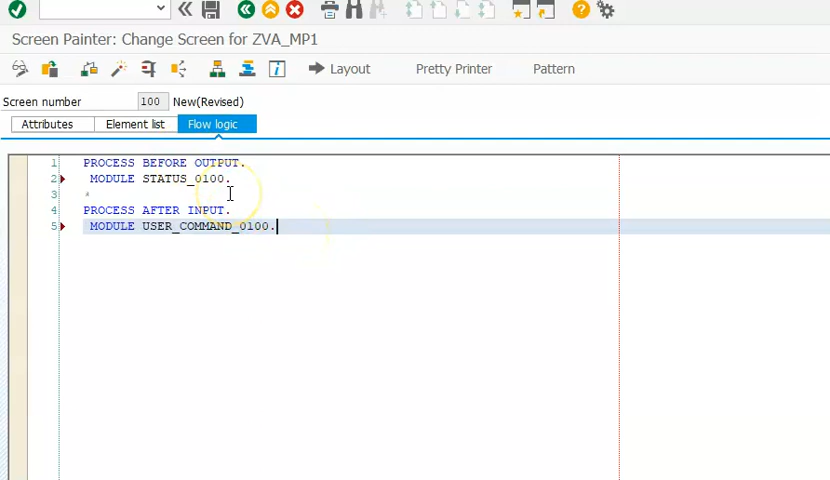 Screen Painter: Change Screen for ZVA_MP1
Layout Pretty Printer Pattern
Screen number 100 New(Revised)
Attributes Element list Flow logic
1 PROCESS BEFORE OUTPUT.
2 MODULE STATUS_0100.
3 *
4 PROCESS AFTER INPUT.
5 MODULE USER_COMMAND_0100.